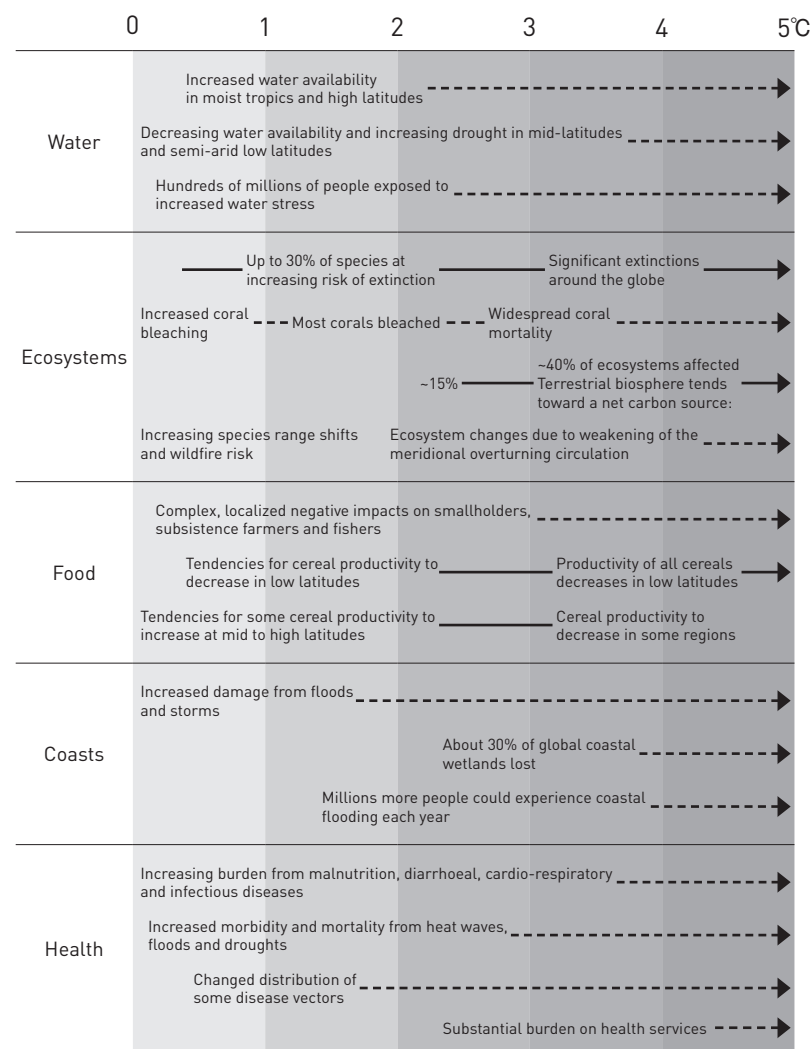 0 1 2 3 4 5°C
Water
Increased water availability
in moist tropics and high latitudes
Decreasing water availability and increasing drought in mid-latitudes
and semi-arid low latitudes
Hundreds of millions of people exposed to
increased water stress
Ecosystems
Up to 30% of species at
increasing risk of extinction
Significant extinctions
around the globe
Increased coral
bleaching
Most corals bleached
Widespread coral
mortality
~15%
~40% of ecosystems affected
Terrestrial biosphere tends
toward a net carbon source:
Increasing species range shifts
and wildfire risk
Ecosystem changes due to weakening of the
meridional overturning circulation
Food
Complex, localized negative impacts on smallholders,
subsistence farmers and fishers
Tendencies for cereal productivity to
decrease in low latitudes
Productivity of all cereals
decreases in low latitudes
Tendencies for some cereal productivity to
increase at mid to high latitudes
Cereal productivity to
decrease in some regions
Coasts
Increased damage from floods
and storms
About 30% of global coastal
wetlands lost
Millions more people could experience coastal
flooding each year
Health
Increasing burden from malnutrition, diarrhoeal, cardio-respiratory
and infectious diseases
Increased morbidity and mortality from heat waves,
floods and droughts
Changed distribution of
some disease vectors
Substantial burden on health services